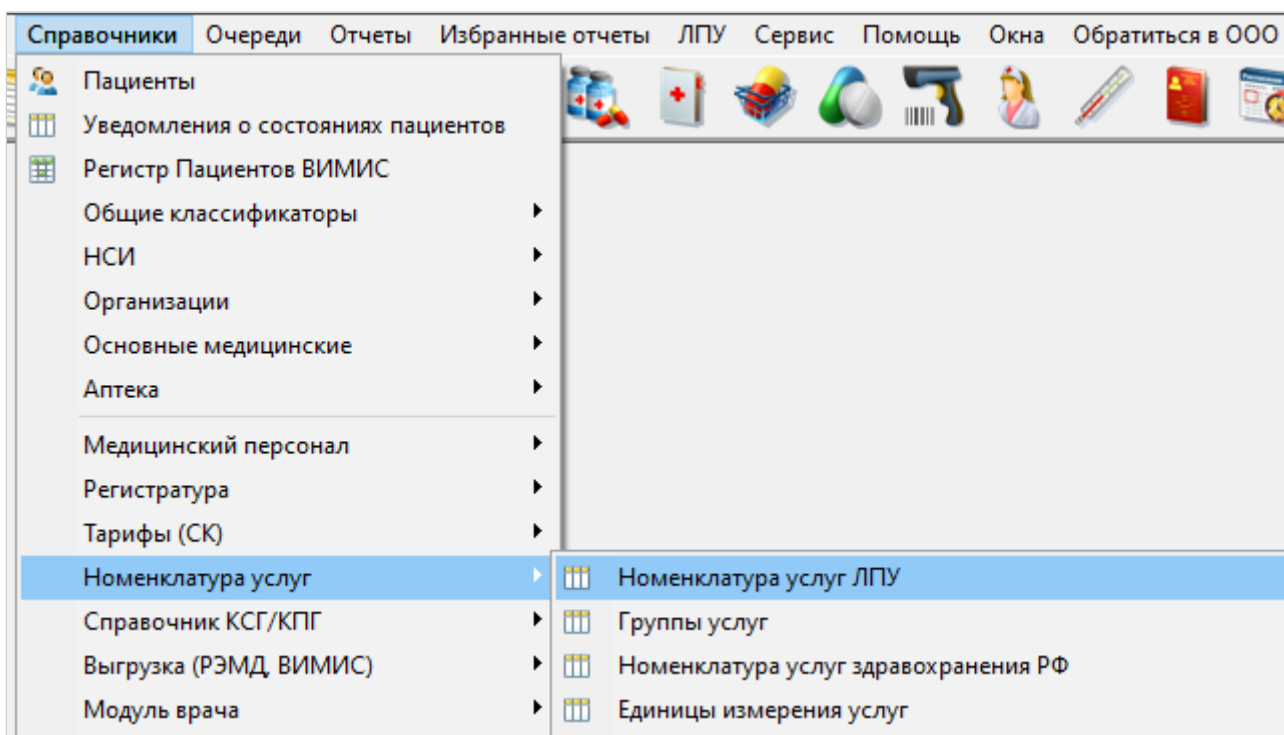 Справочники Очереди Отчеты Избранные отчеты ЛПУ Сервис Помощь Окна Обратиться в ООО
Пациенты
Уведомления о состояниях пациентов
Регистр Пациентов ВИМИС
Общие классификаторы
НСИ
Организации
Основные медицинские
Аптека
Медицинский персонал
Регистратура
Тарифы (СК)
Номенклатура услуг
Номенклатура услуг ЛПУ
Справочник КСГ/КПГ
Группы услуг
Выгрузка (РЭМД, ВИМИС)
Номенклатура услуг здравохранения РФ
Модуль врача
Единицы измерения услуг